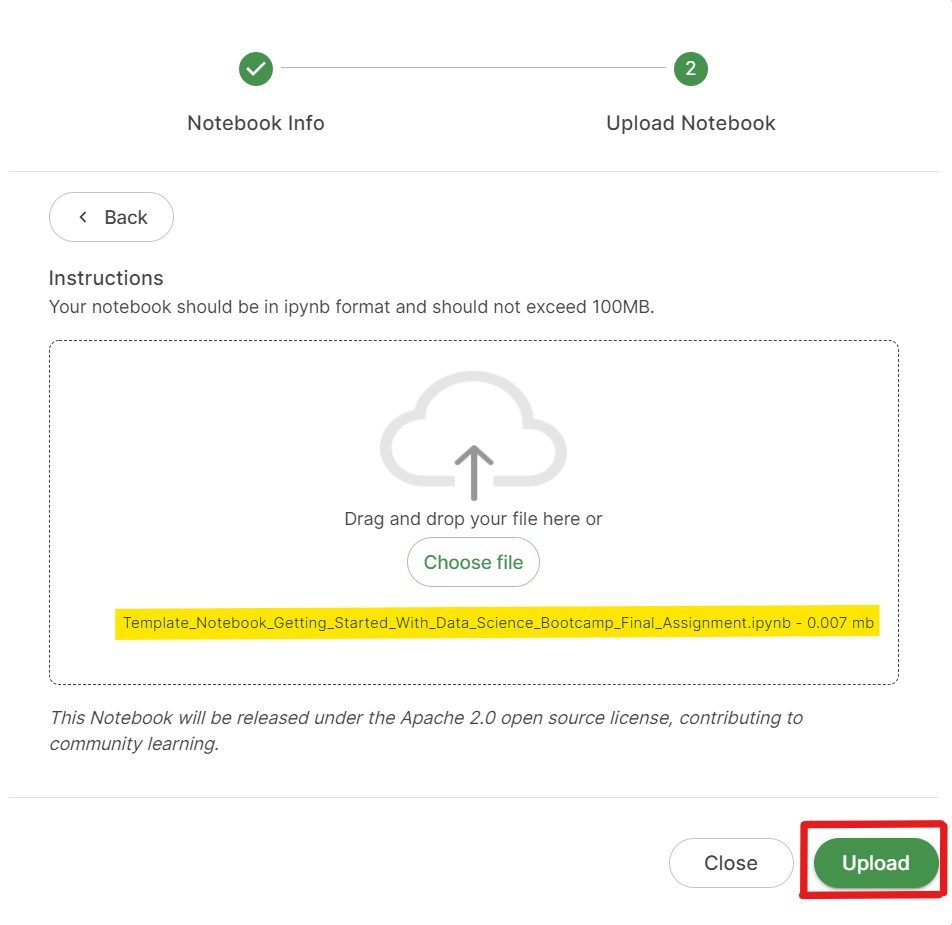 2
Notebook Info
Upload Notebook
Back
Instructions
Your notebook should be in ipynb format and should not exceed 100MB.
Drag and drop your file here or
Choose file
Template_Notebook_Getting_Started_With_Data_Science_Bootcamp_Final_Assignment.ipynb - 0.007 mb
This Notebook will be released under the Apache 2.0 open source license, contributing to
community learning.
Close
Upload